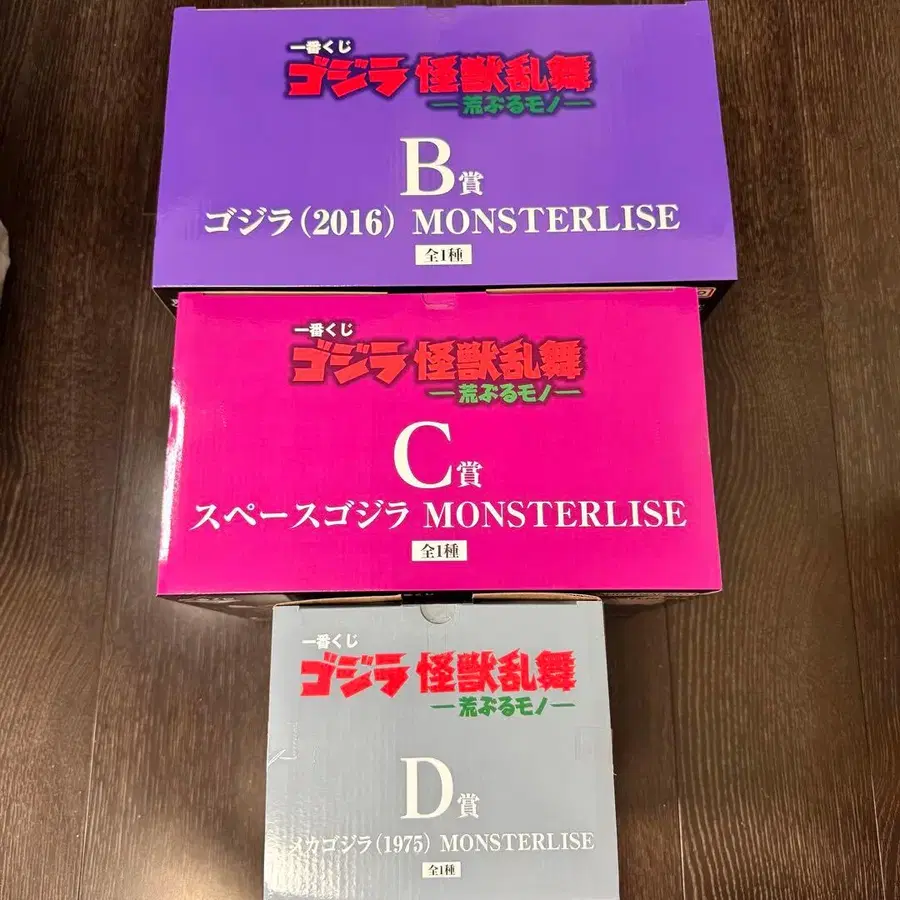 一番くじ
ゴジラ 怪獣乱舞
―荒ぶるモノ―
B賞
ゴジラ(2016) MONSTERLISE
全1種
一番くじ
ゴジラ 怪獣乱舞
―荒ぶるモノ―
C賞
スペースゴジラ MONSTERLISE
全1種
一番くじ
ゴジラ 怪獣乱舞
―荒ぶるモノ―
D賞
メカゴジラ(1975) MONSTERLISE
全1種